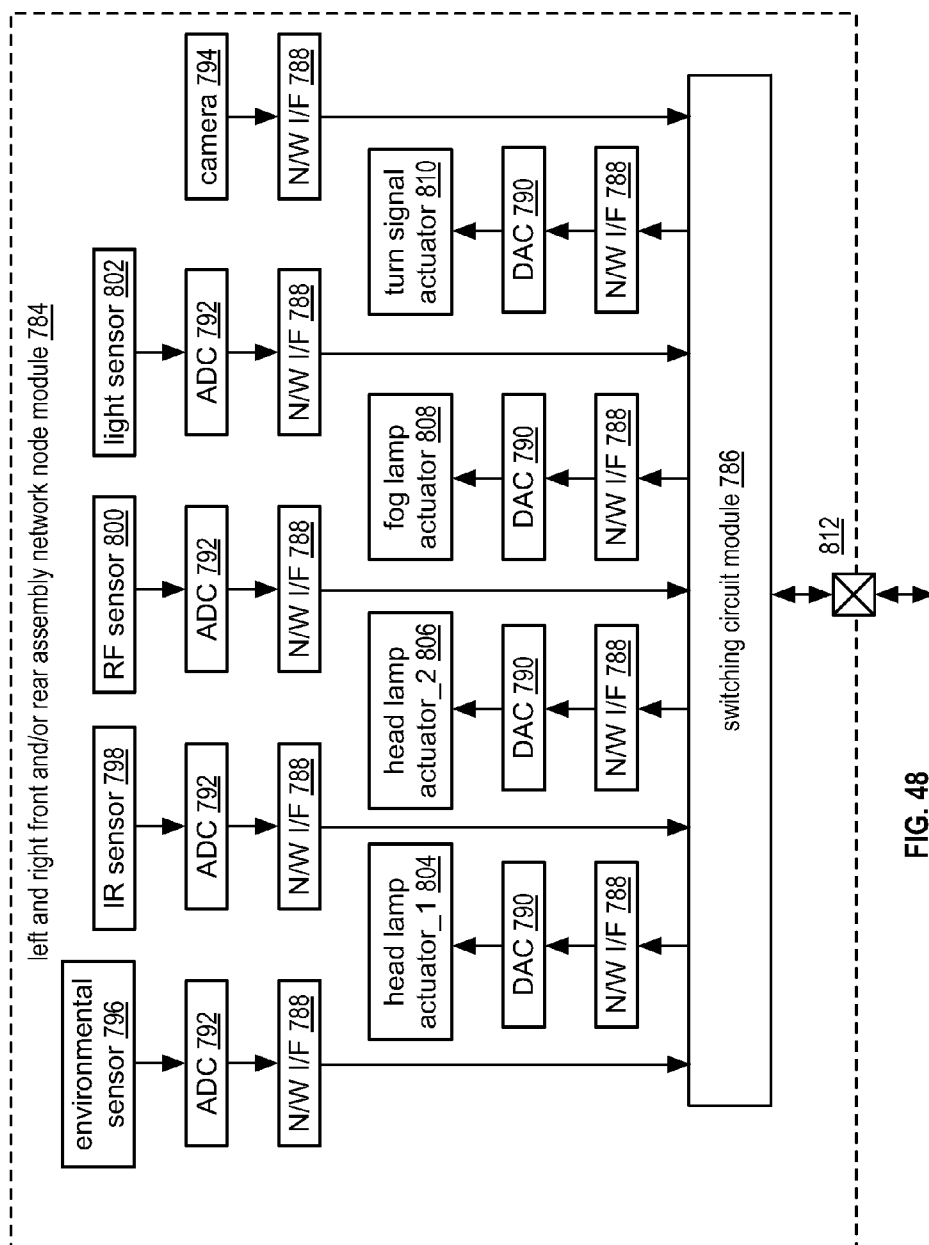 left and right front and/or rear assembly network node module 784
environmental
sensor 796
ADC 792
N/W I/F 788
IR sensor 798
ADC 792
N/W I/F 788
RF sensor 800
ADC 792
N/W I/F 788
light sensor 802
ADC 792
N/W I/F 788
camera 794
N/W I/F 788
head lamp
actuator_1 804
DAC 790
N/W I/F 788
head lamp
actuator_2 806
DAC 790
N/W I/F 788
fog lamp
actuator 808
DAC 790
N/W I/F 788
turn signal
actuator 810
DAC 790
N/W I/F 788
switching circuit module 786
812
FIG. 48